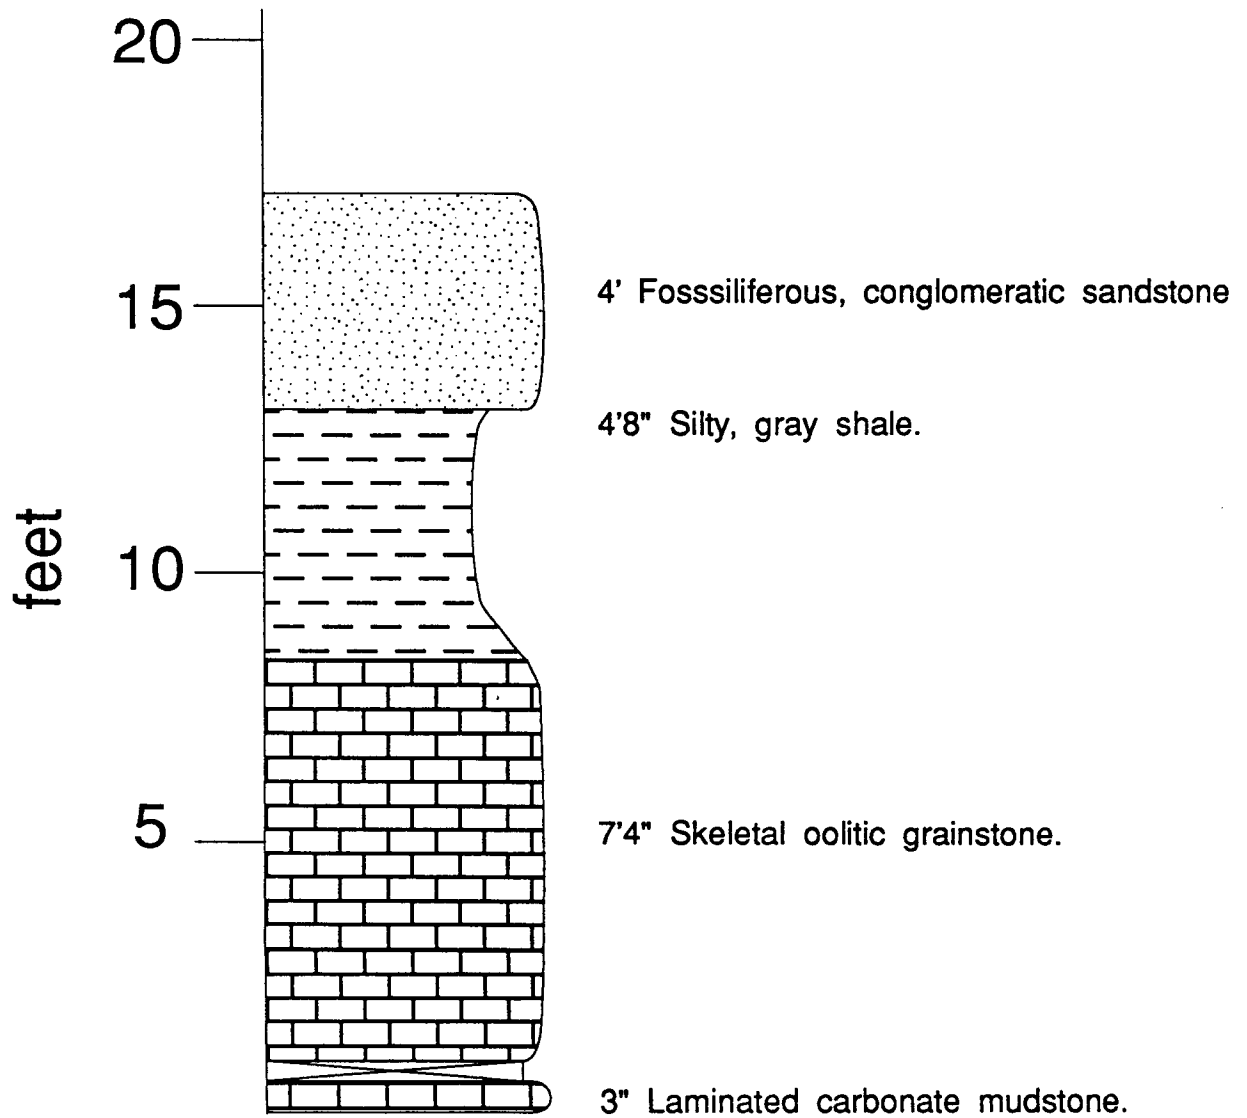 20
4' Fosssiliferous, conglomeratic sandstone
15
4'8" Silty, gray shale.
feet
10
5
7'4" Skeletal oolitic grainstone.
3" Laminated carbonate mudstone.